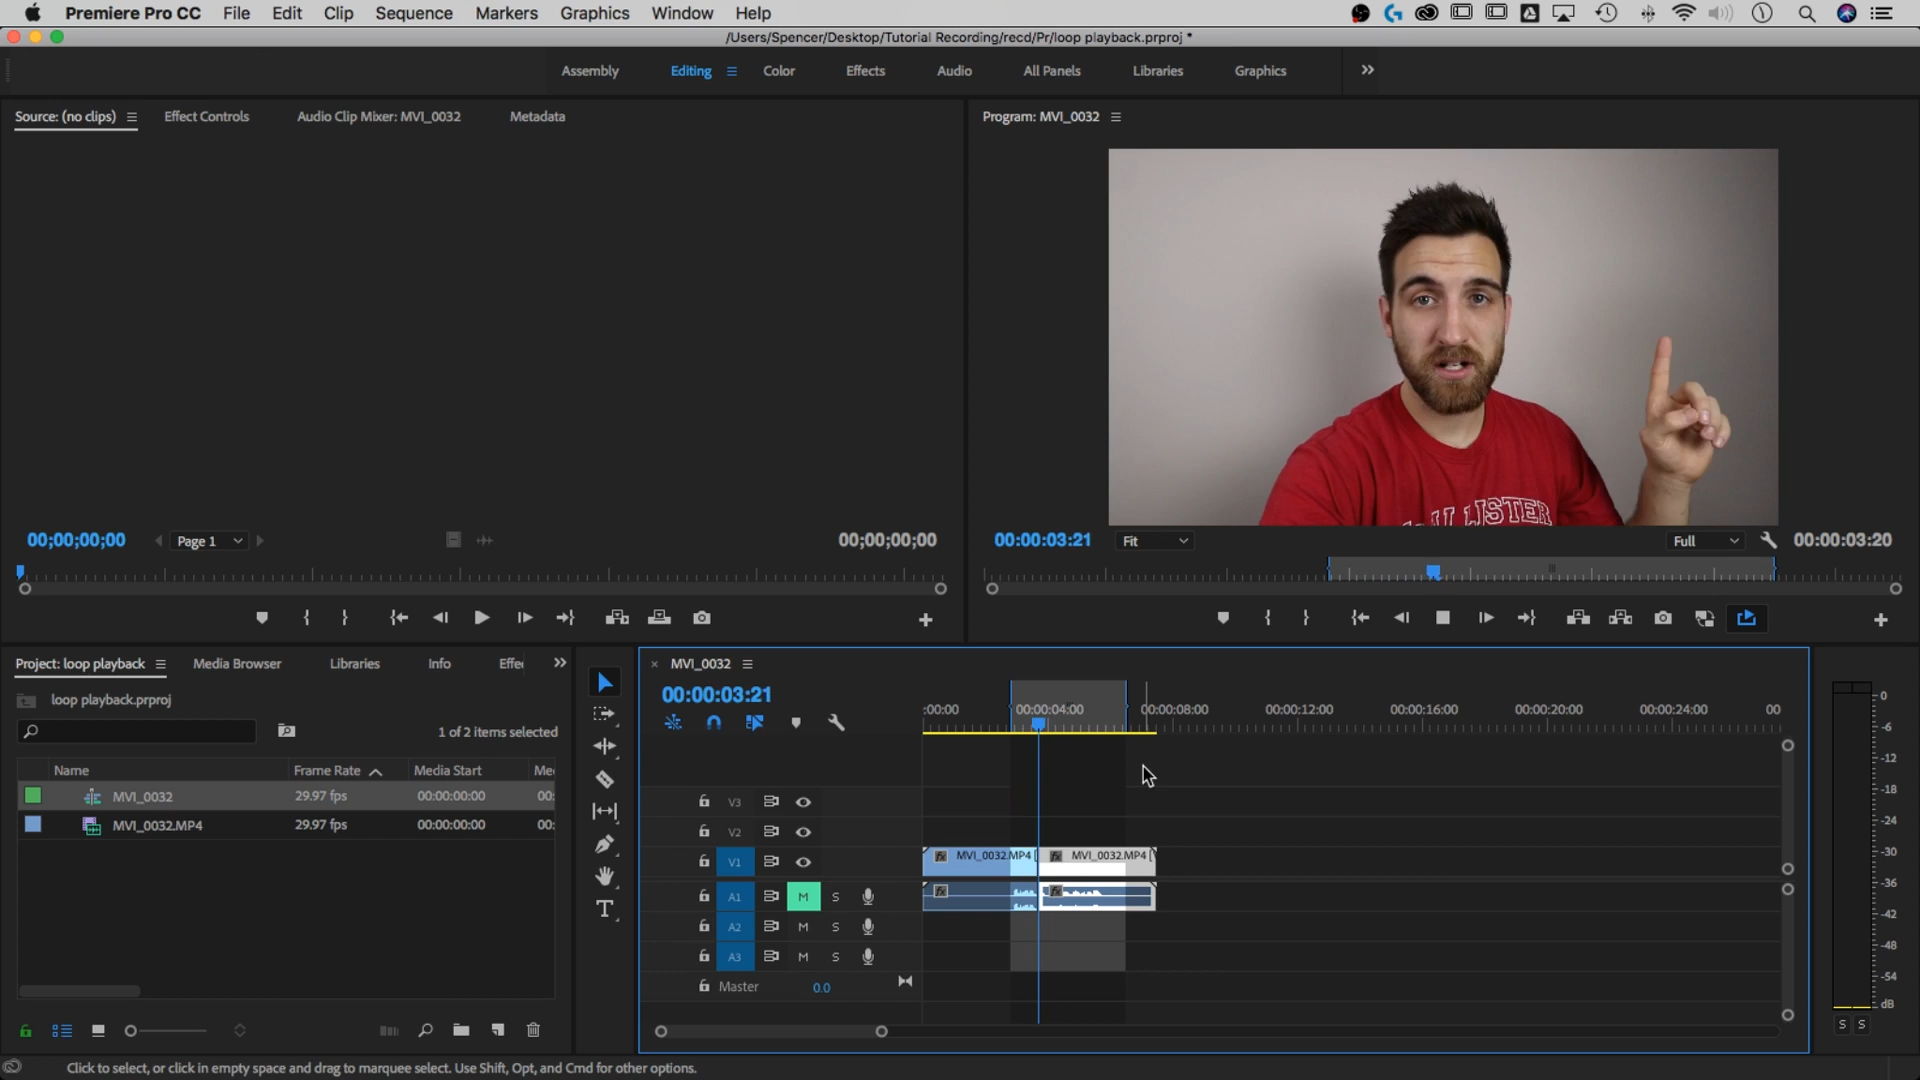 Premiere Pro CC File Edit Clip Sequence Markers Graphics Window Help
/Users/Spencer/Desktop/Tutorial Recording/recd/Pr/loop playback.prproj *
Assembly Editing Color Effects Audio All Panels Libraries Graphics
Source: (no clips) Effect Controls Audio Clip Mixer: MVI_0032 Metadata
Program: MVI_0032
00;00;00;00 Page 1 00;00;00;00
00:00:03:21 Fit Full 00:00:03:20
Project: loop playback Media Browser Libraries Info Effe
loop playback.prproj
1 of 2 items selected
Name Frame Rate Media Start Me
MVI_0032 29.97 fps 00:00:00:00 00:
MVI_0032.MP4 29.97 fps 00:00:00:00 00:
T
MVI_0032
00:00:03:21
:00:00 00:00:04:00 00:00:08:00 00:00:12:00 00:00:16:00 00:00:20:00 00:00:24:00 00
V3
V2
V1 fx MVI_0032.MP4 [ fx MVI_0032.MP4 [V
A1 M S fx fx
A2 M S
A3 M S
Master 0.0
0
-6
-12
-18
-24
-30
-36
-42
-48
-54
dB
S S
Click to select, or click in empty space and drag to marquee select. Use Shift, Opt, and Cmd for other options.